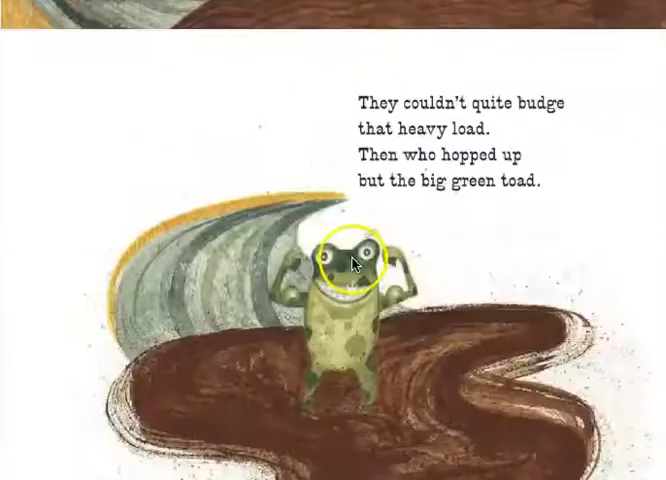 They couldn't quite budge
that heavy load.
Then who hopped up
but the big green toad.